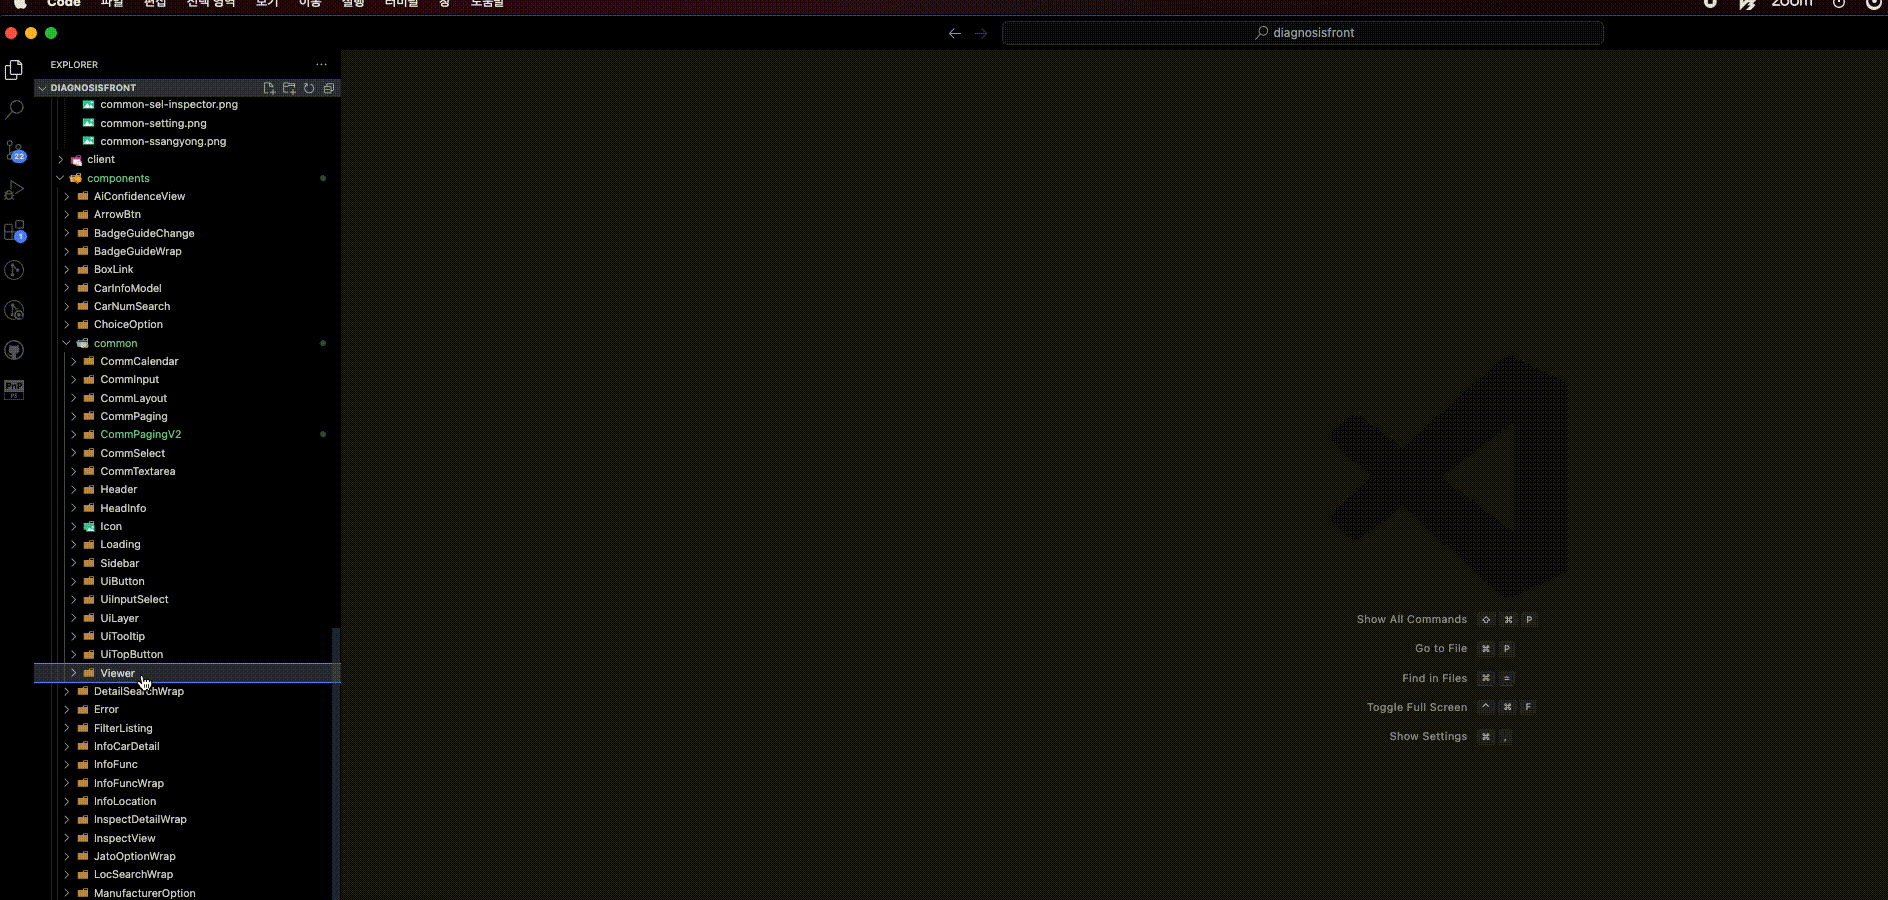 Code 파일 편집 선택 영역 보기 이동 실행 터미널 창 도움말 zoom
diagnosisfront
EXPLORER
DIAGNOSISFRONT
common-sel-inspector.png
common-setting.png
common-ssangyong.png
client
22
components
AiConfidenceView
ArrowBtn
BadgeGuideChange
1
BadgeGuideWrap
BoxLink
CarInfoModel
CarNumSearch
ChoiceOption
common
CommCalendar
CommInput
PHP
PS
CommLayout
CommPaging
CommPagingV2
CommSelect
CommTextarea
Header
HeadInfo
Icon
Loading
Sidebar
UiButton
UiInputSelect
UiLayer
UiTooltip
UiTopButton
Viewer
DetailSearchWrap
Error
FilterListing
InfoCarDetail
InfoFunc
InfoFuncWrap
InfoLocation
InspectDetailWrap
InspectView
JatoOptionWrap
LocSearchWrap
ManufacturerOption
Show All Commands ⇧ ⌘ P
Go to File ⌘ P
Find in Files ⌘ =
Toggle Full Screen ^ ⌘ F
Show Settings ⌘ ,